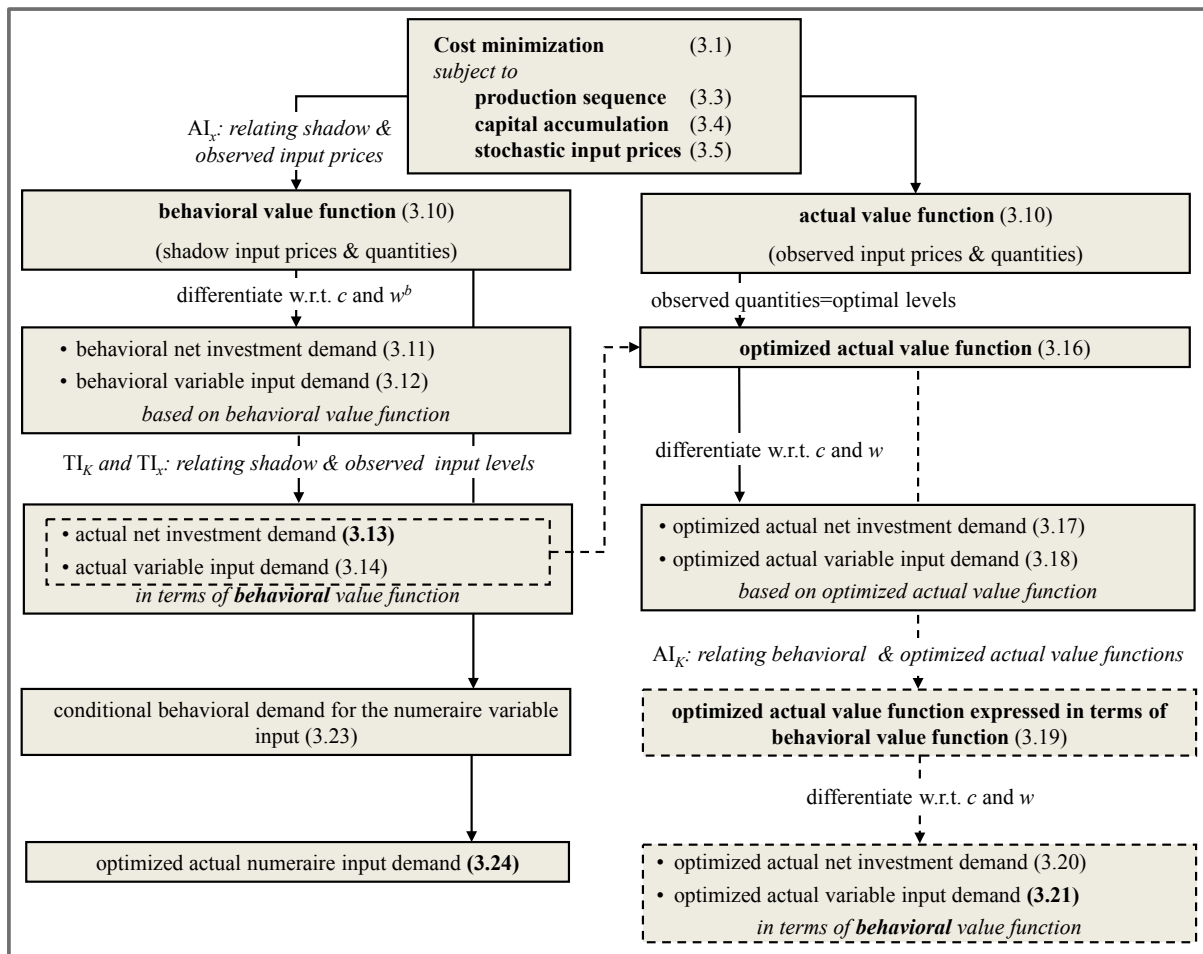 Cost minimization (3.1)
subject to
production sequence (3.3)
capital accumulation (3.4)
stochastic input prices (3.5)
AIx: relating shadow &
observed input prices
behavioral value function (3.10)
(shadow input prices & quantities)
differentiate w.r.t. c and w^b
• behavioral net investment demand (3.11)
• behavioral variable input demand (3.12)
based on behavioral value function
TIK and TIx: relating shadow & observed input levels
• actual net investment demand (3.13)
• actual variable input demand (3.14)
in terms of behavioral value function
conditional behavioral demand for the numeraire variable
input (3.23)
optimized actual numeraire input demand (3.24)
actual value function (3.10)
(observed input prices & quantities)
observed quantities=optimal levels
optimized actual value function (3.16)
differentiate w.r.t. c and w
• optimized actual net investment demand (3.17)
• optimized actual variable input demand (3.18)
based on optimized actual value function
AIK: relating behavioral & optimized actual value functions
optimized actual value function expressed in terms of
behavioral value function (3.19)
differentiate w.r.t. c and w
• optimized actual net investment demand (3.20)
• optimized actual variable input demand (3.21)
in terms of behavioral value function